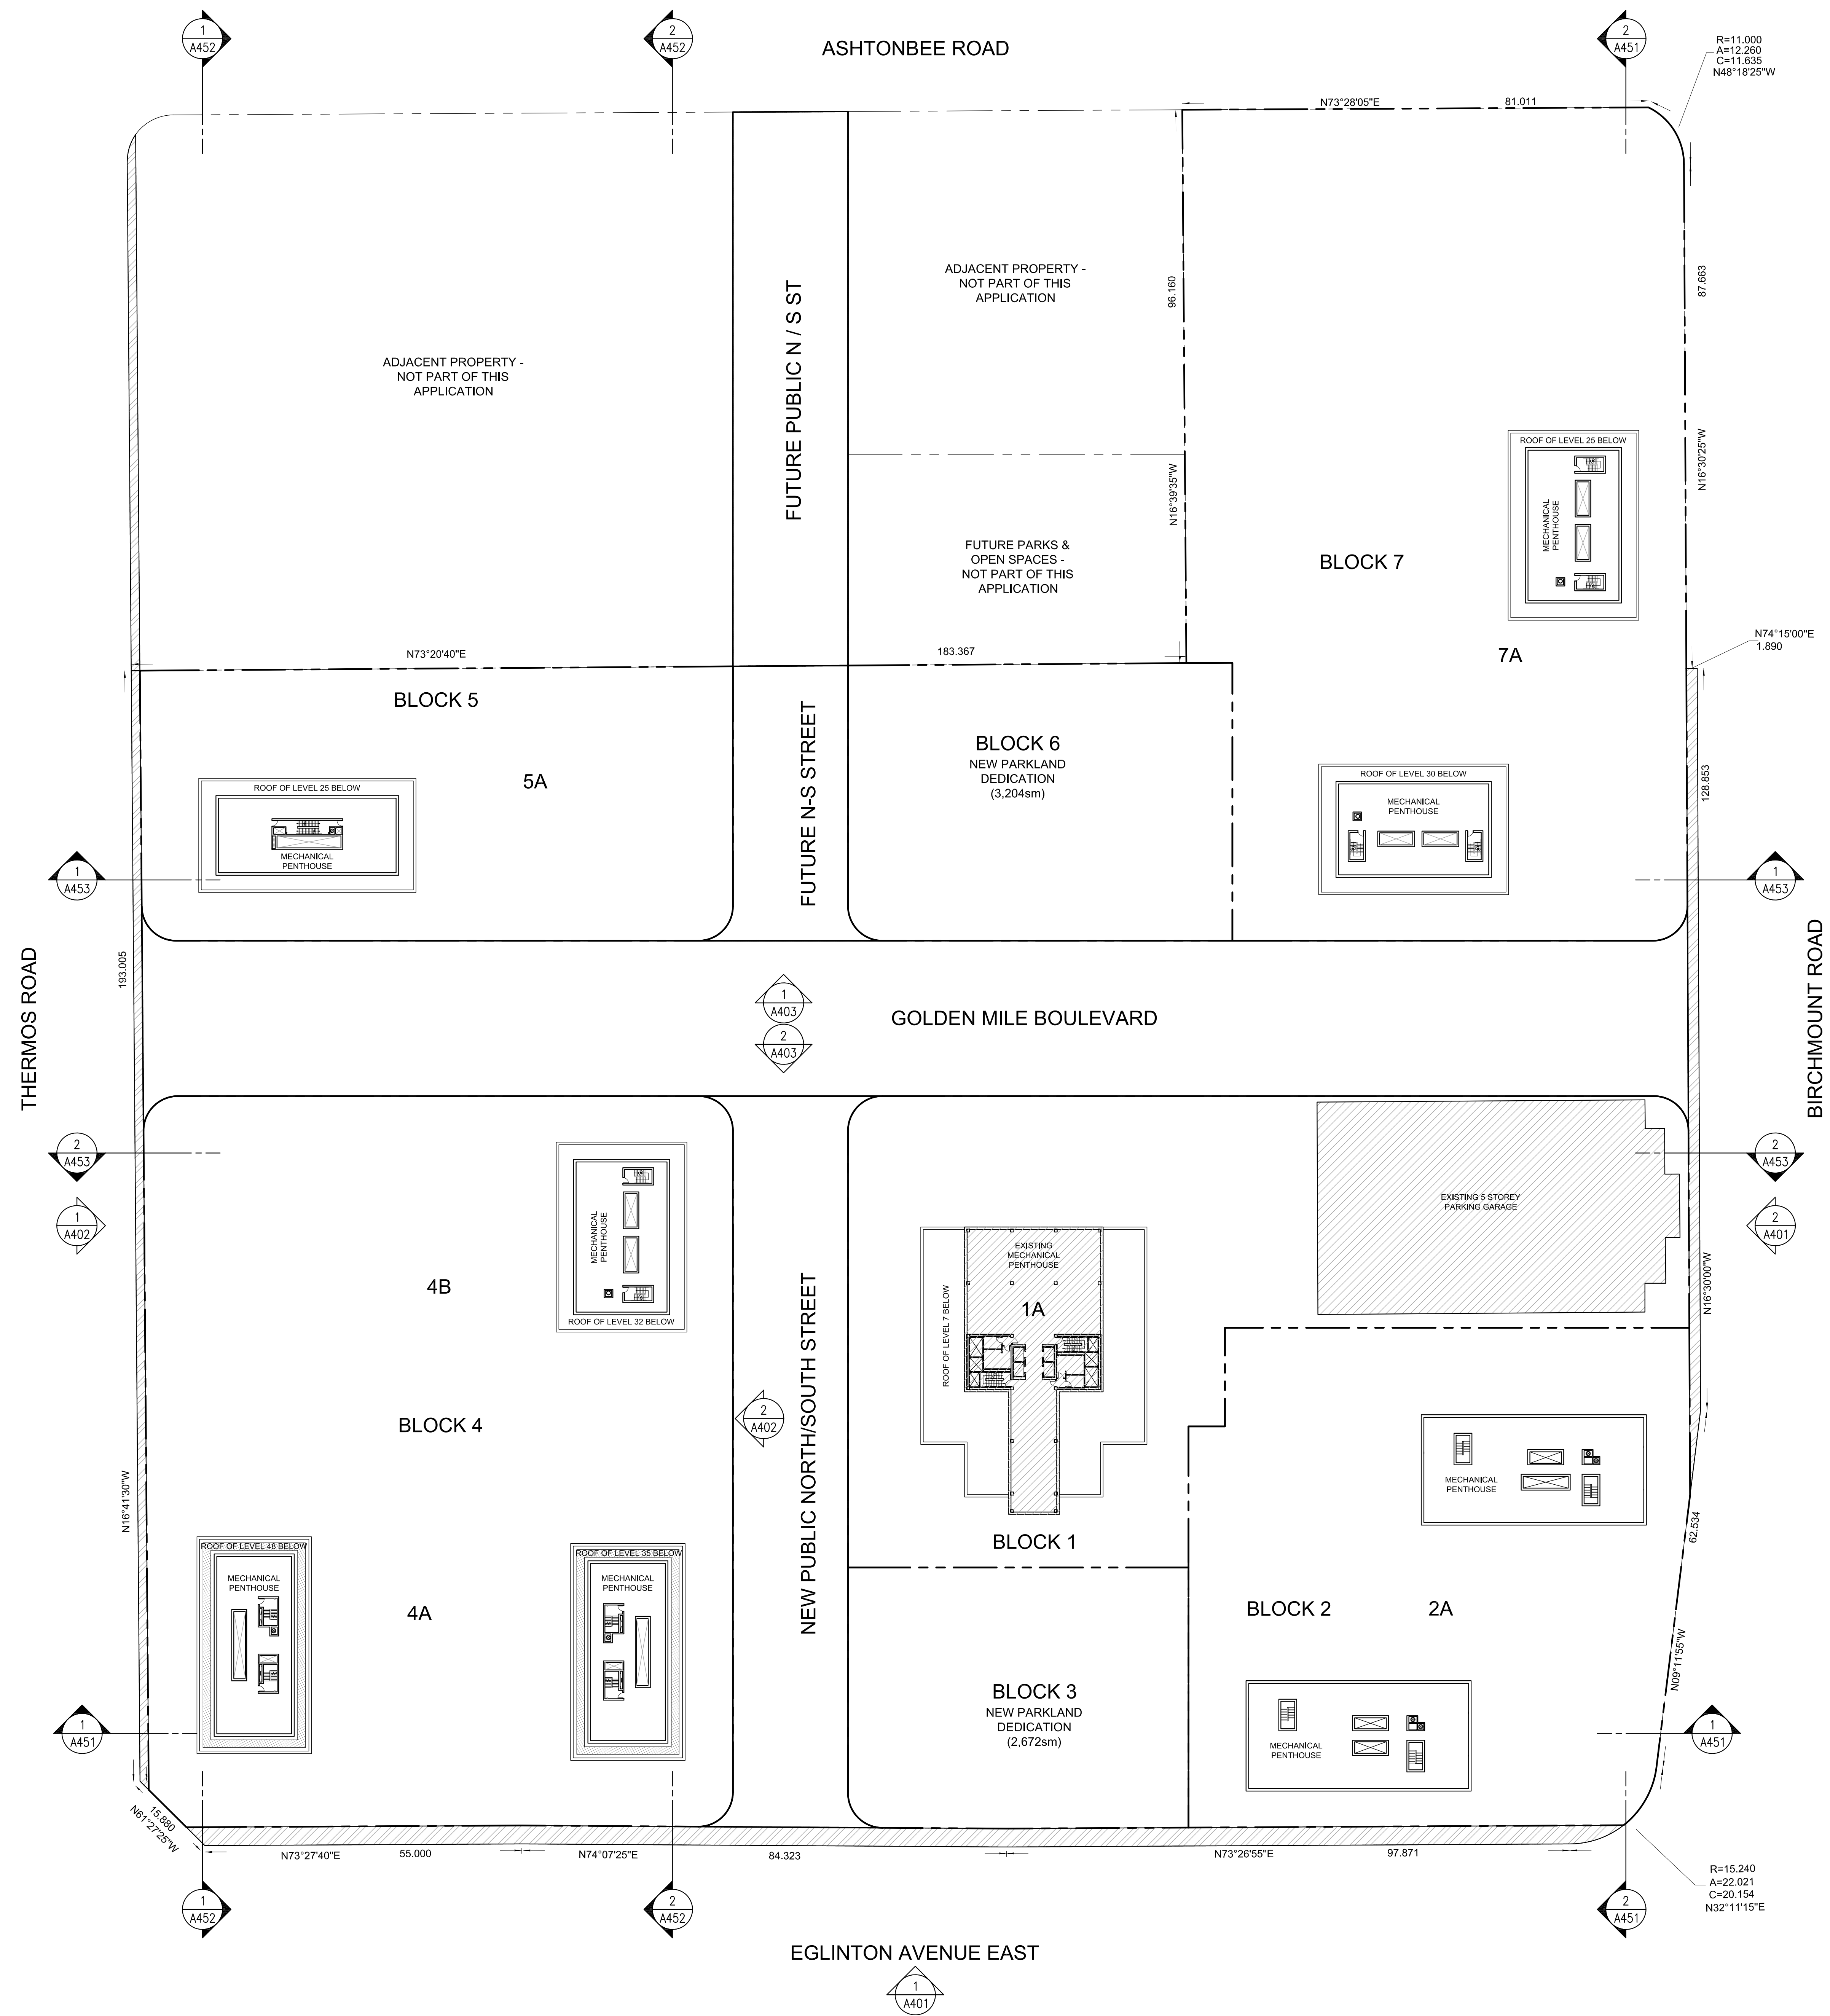 1
A452
2
A452
ASHTONBEE ROAD
2
A451
R=11.000
A=12.260
C=11.635
N48°18'25"W
N73°28'05"E
81.011
ADJACENT PROPERTY -
NOT PART OF THIS
APPLICATION
FUTURE PUBLIC N / S ST
ADJACENT PROPERTY -
NOT PART OF THIS
APPLICATION
96.160
N16°39'35"W
87.663
N16°30'25"W
FUTURE PARKS &
OPEN SPACES -
NOT PART OF THIS
APPLICATION
BLOCK 7
ROOF OF LEVEL 25 BELOW
MECHANICAL
PENTHOUSE
7A
N74°15'00"E
1.890
N73°20'40"E
183.367
BLOCK 5
5A
ROOF OF LEVEL 25 BELOW
MECHANICAL
PENTHOUSE
FUTURE N-S STREET
BLOCK 6
NEW PARKLAND
DEDICATION
(3,204sm)
ROOF OF LEVEL 30 BELOW
MECHANICAL
PENTHOUSE
128.853
1
A453
1
A453
THERMOS ROAD
193.005
1
A403
2
A403
GOLDEN MILE BOULEVARD
BIRCHMOUNT ROAD
2
A453
2
A453
1
A402
2
A401
MECHANICAL
PENTHOUSE
ROOF OF LEVEL 32 BELOW
4B
BLOCK 4
2
A402
NEW PUBLIC NORTH/SOUTH STREET
EXISTING
MECHANICAL
PENTHOUSE
1A
ROOF OF LEVEL 7 BELOW
BLOCK 1
EXISTING 5 STOREY
PARKING GARAGE
N16°30'00"W
MECHANICAL
PENTHOUSE
62.534
N09°11'55"W
N16°41'30"W
ROOF OF LEVEL 48 BELOW
MECHANICAL
PENTHOUSE
4A
ROOF OF LEVEL 35 BELOW
MECHANICAL
PENTHOUSE
BLOCK 2
2A
BLOCK 3
NEW PARKLAND
DEDICATION
(2,672sm)
MECHANICAL
PENTHOUSE
1
A451
1
A451
15.880
N61°27'25"W
N73°27'40"E
55.000
N74°07'25"E
84.323
N73°26'55"E
97.871
R=15.240
A=22.021
C=20.154
N32°11'15"E
1
A452
2
A452
2
A451
EGLINTON AVENUE EAST
1
A401